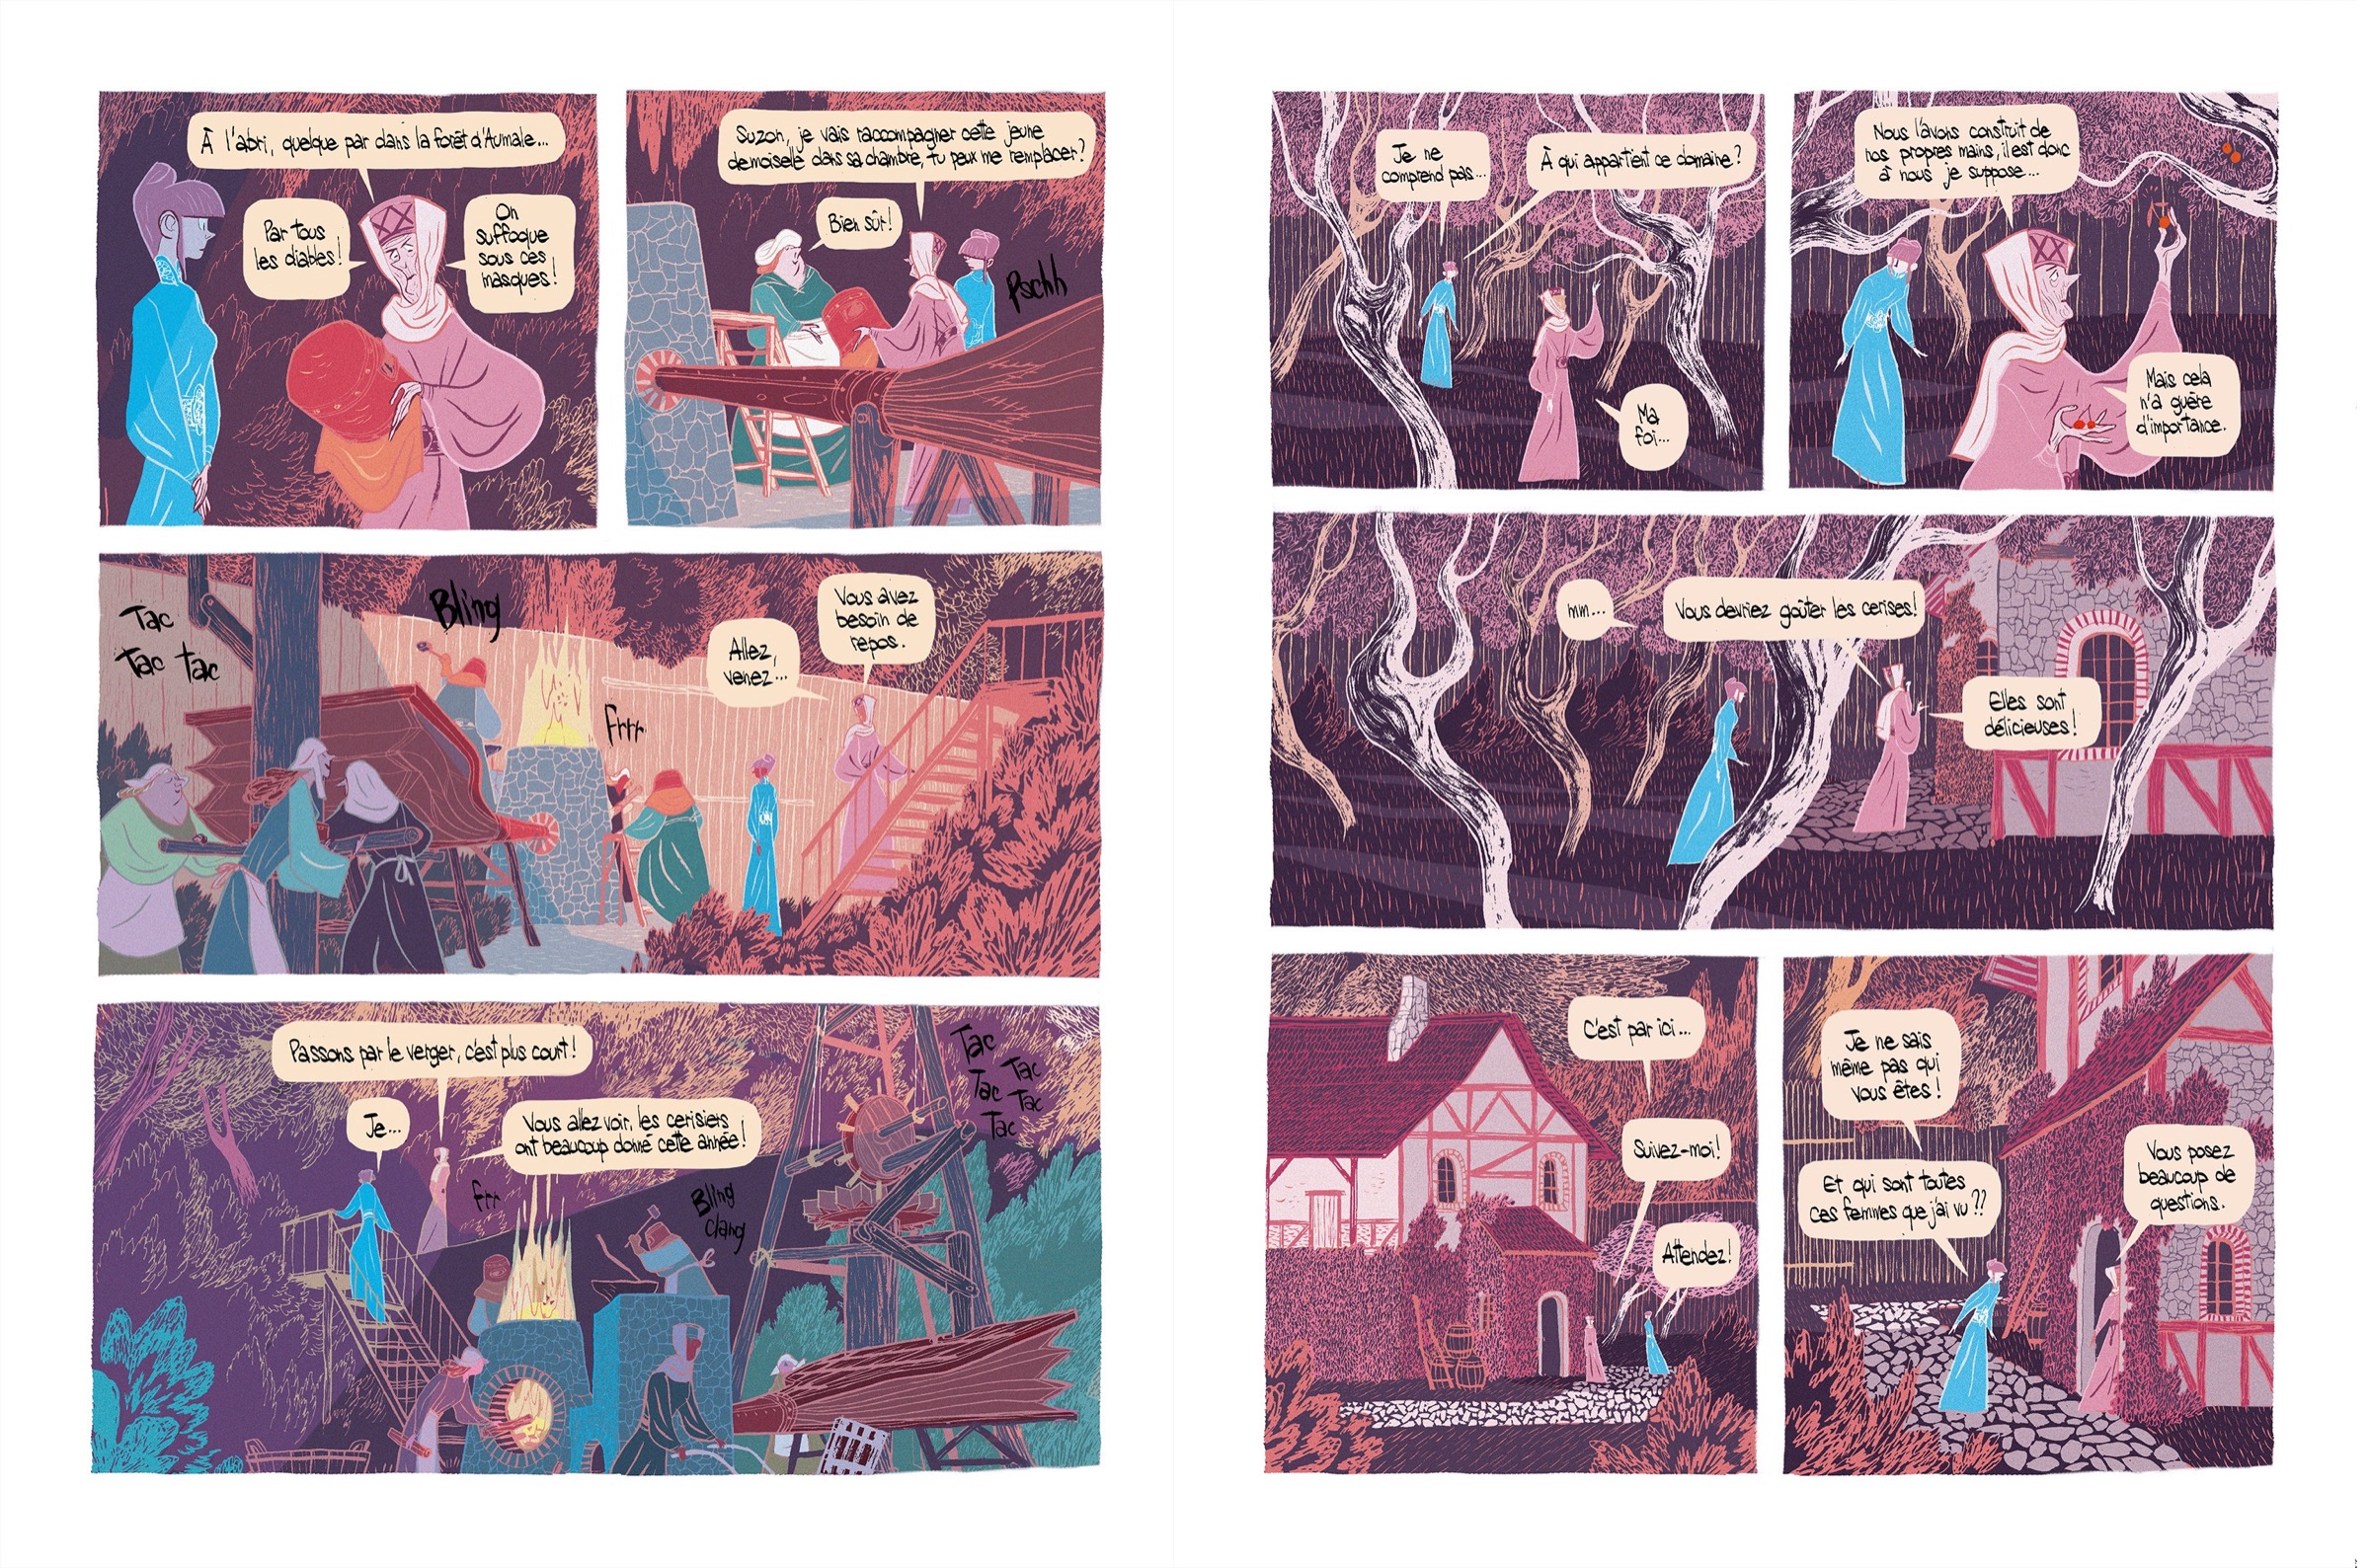 À l'abri, quelque par dans la forêt d'Aumale...
Par tous
les diables!
On
suffoque
sous ces
masques!
Suzon, je vais raccompagner cette jeune
demoiselle dans sa chambre, tu peux me remplacer?
Bien sûr!
Pschh
Tac
Tac Tac
Bling
Frrr
Allez,
venez...
Vous avez
besoin de
repos.
Passons par le verger, c'est plus court!
Je...
Vous allez voir, les cerisiers
ont beaucoup donné cette année!
Frr
Bling
clang
Tac
Tac
Tac
Tac
Tac
Je ne
comprend pas...
À qui appartient ce domaine?
Ma
foi...
Nous l'avons construit de
nos propres mains, il est donc
à nous je suppose...
Mais cela
n'a guère
d'importance.
mm...
Vous devriez goûter les cerises!
Elles sont
délicieuses!
C'est par ici...
Suivez-moi!
Attendez!
Je ne sais
même pas qui
vous êtes!
Et qui sont toutes
ces femmes que j'ai vu??
Vous posez
beaucoup de
questions.